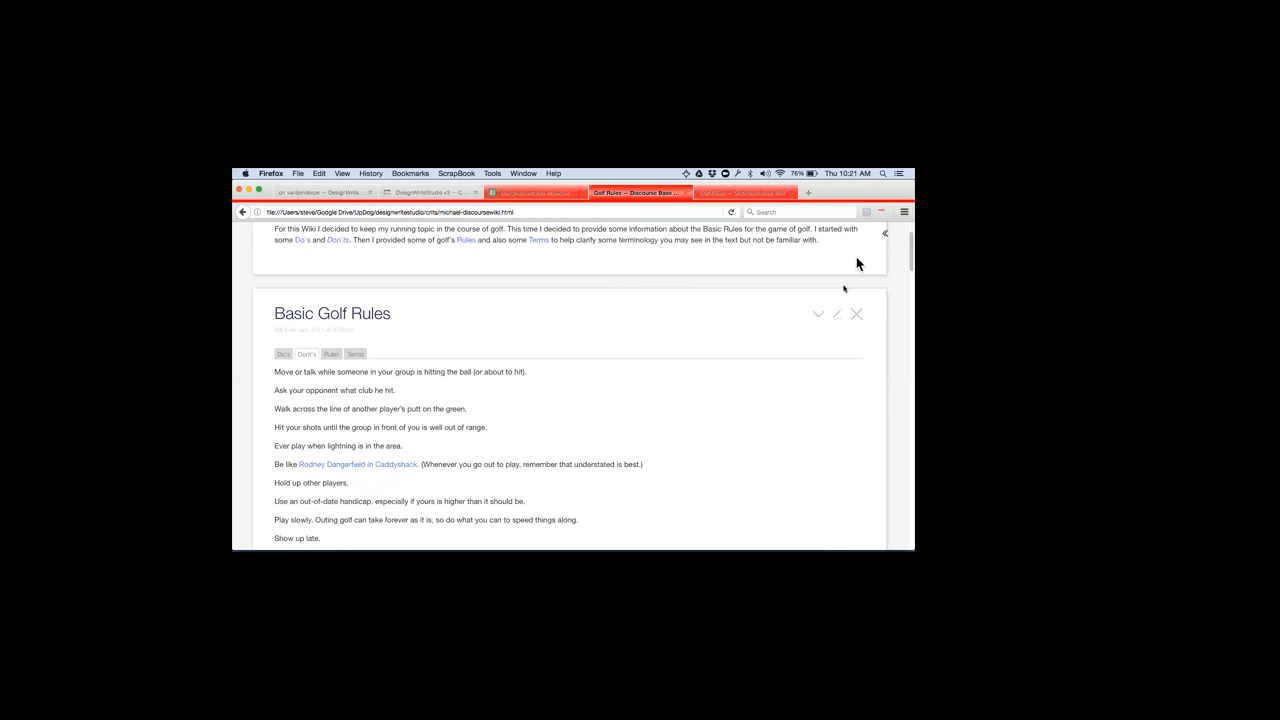 Firefox File Edit View History Bookmarks ScrapBook Tools Window Help 76% Thu 10:21 AM
on vandendorpe — DesignWrite... DesignWriteStudio v3 — C... Golf Rules — Discourse Base ...
file:///Users/steve/Google Drive/UpDog/designwritestudio/crits/michael-discoursewiki.html Search
For this Wiki I decided to keep my running topic in the course of golf. This time I decided to provide some information about the Basic Rules for the game of golf. I started with
some Do's and Don'ts. Then I provided some of golf's Rules and also some Terms to help clarify some terminology you may see in the text but not be familiar with.
Basic Golf Rules
Do's Dont's Rules Terms
Move or talk while someone in your group is hitting the ball (or about to hit).
Ask your opponent what club he hit.
Walk across the line of another player's putt on the green.
Hit your shots until the group in front of you is well out of range.
Ever play when lightning is in the area.
Be like Rodney Dangerfield in Caddyshack. (Whenever you go out to play, remember that understated is best.)
Hold up other players.
Use an out-of-date handicap, especially if yours is higher than it should be.
Play slowly. Outing golf can take forever as it is, so do what you can to speed things along.
Show up late.